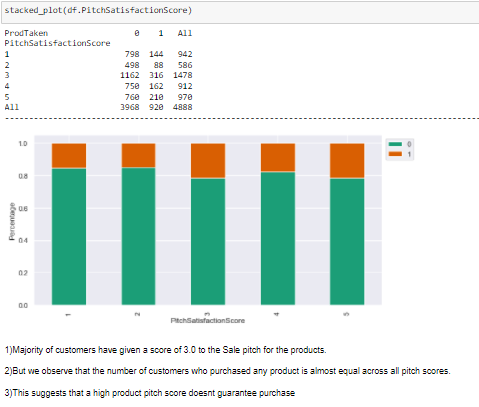 stacked_plot(df.PitchSatisfactionScore)
ProdTaken 0 1 All
PitchSatisfactionScore
1 798 144 942
2 498 88 586
3 1162 316 1478
4 750 162 912
5 760 210 970
All 3968 920 4888
1.0
0.8
0.6
0.4
0.2
0.0
Percentage
1 2 3 4 5
PitchSatisfactionScore
0
1
1)Majority of customers have given a score of 3.0 to the Sale pitch for the products.
2)But we observe that the number of customers who purchased any product is almost equal across all pitch scores.
3)This suggests that a high product pitch score doesnt guarantee purchase